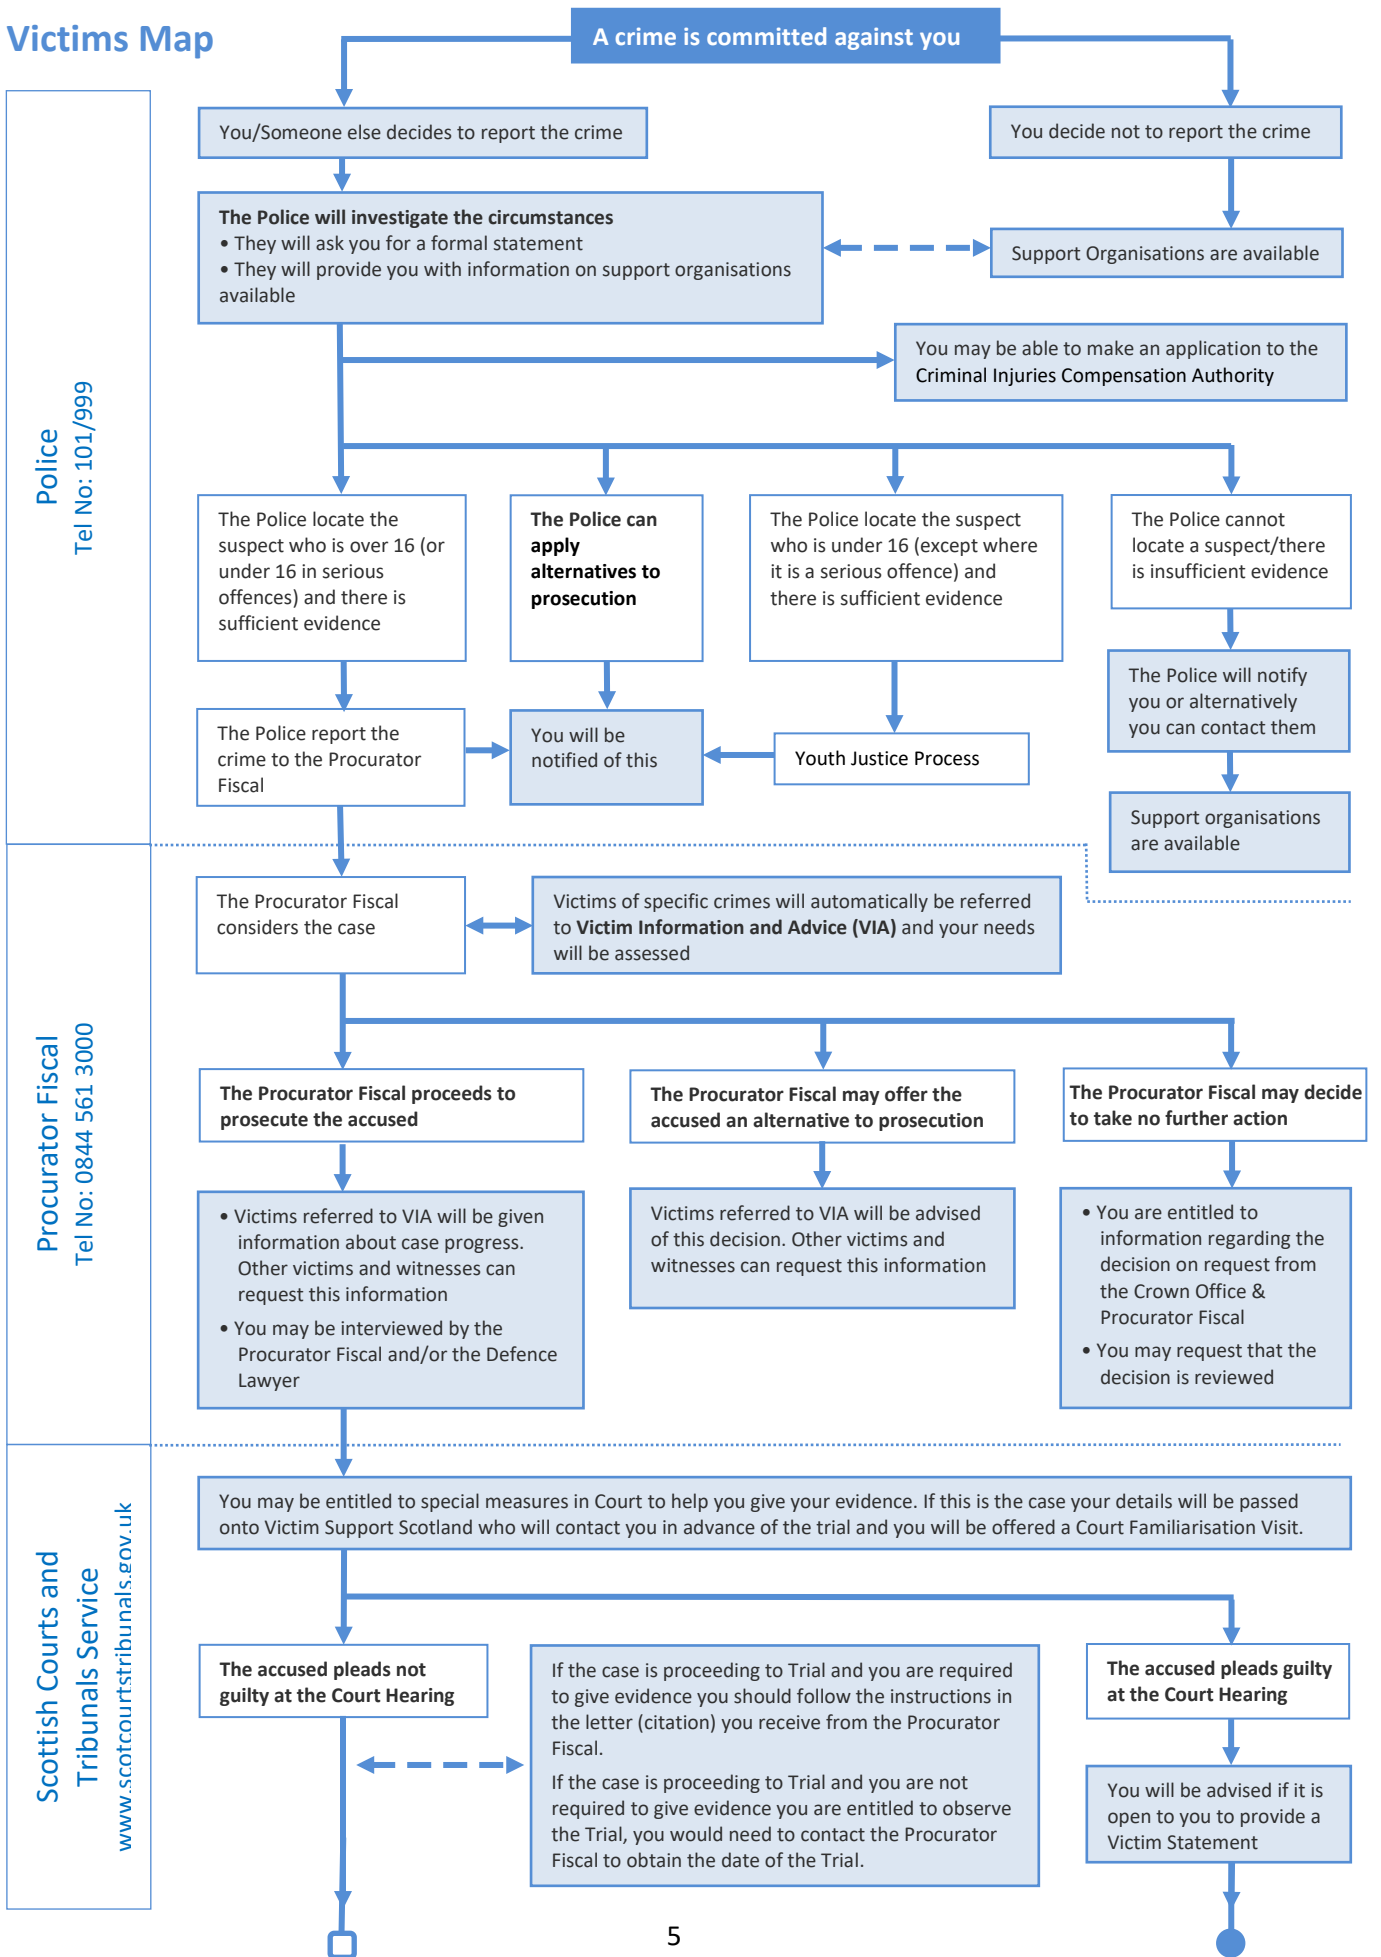 Victims Map
A crime is committed against you
Police
Tel No: 101/999
You/Someone else decides to report the crime
You decide not to report the crime
The Police will investigate the circumstances
• They will ask you for a formal statement
• They will provide you with information on support organisations
available
Support Organisations are available
You may be able to make an application to the
Criminal Injuries Compensation Authority
The Police locate the
suspect who is over 16 (or
under 16 in serious
offences) and there is
sufficient evidence
The Police can
apply
alternatives to
prosecution
The Police locate the suspect
who is under 16 (except where
it is a serious offence) and
there is sufficient evidence
The Police cannot
locate a suspect/there
is insufficient evidence
The Police will notify
you or alternatively
you can contact them
The Police report the
crime to the Procurator
Fiscal
You will be
notified of this
Youth Justice Process
Support organisations
are available
Procurator Fiscal
Tel No: 0844 561 3000
The Procurator Fiscal
considers the case
Victims of specific crimes will automatically be referred
to Victim Information and Advice (VIA) and your needs
will be assessed
The Procurator Fiscal proceeds to
prosecute the accused
The Procurator Fiscal may offer the
accused an alternative to prosecution
The Procurator Fiscal may decide
to take no further action
• Victims referred to VIA will be given
information about case progress.
Other victims and witnesses can
request this information
• You may be interviewed by the
Procurator Fiscal and/or the Defence
Lawyer
Victims referred to VIA will be advised
of this decision. Other victims and
witnesses can request this information
• You are entitled to
information regarding the
decision on request from
the Crown Office &
Procurator Fiscal
• You may request that the
decision is reviewed
Scottish Courts and
Tribunals Service
www.scotcourtstribunals.gov.uk
You may be entitled to special measures in Court to help you give your evidence. If this is the case your details will be passed
onto Victim Support Scotland who will contact you in advance of the trial and you will be offered a Court Familiarisation Visit.
The accused pleads not
guilty at the Court Hearing
If the case is proceeding to Trial and you are required
to give evidence you should follow the instructions in
the letter (citation) you receive from the Procurator
Fiscal.
If the case is proceeding to Trial and you are not
required to give evidence you are entitled to observe
the Trial, you would need to contact the Procurator
Fiscal to obtain the date of the Trial.
The accused pleads guilty
at the Court Hearing
You will be advised if it is
open to you to provide a
Victim Statement
5